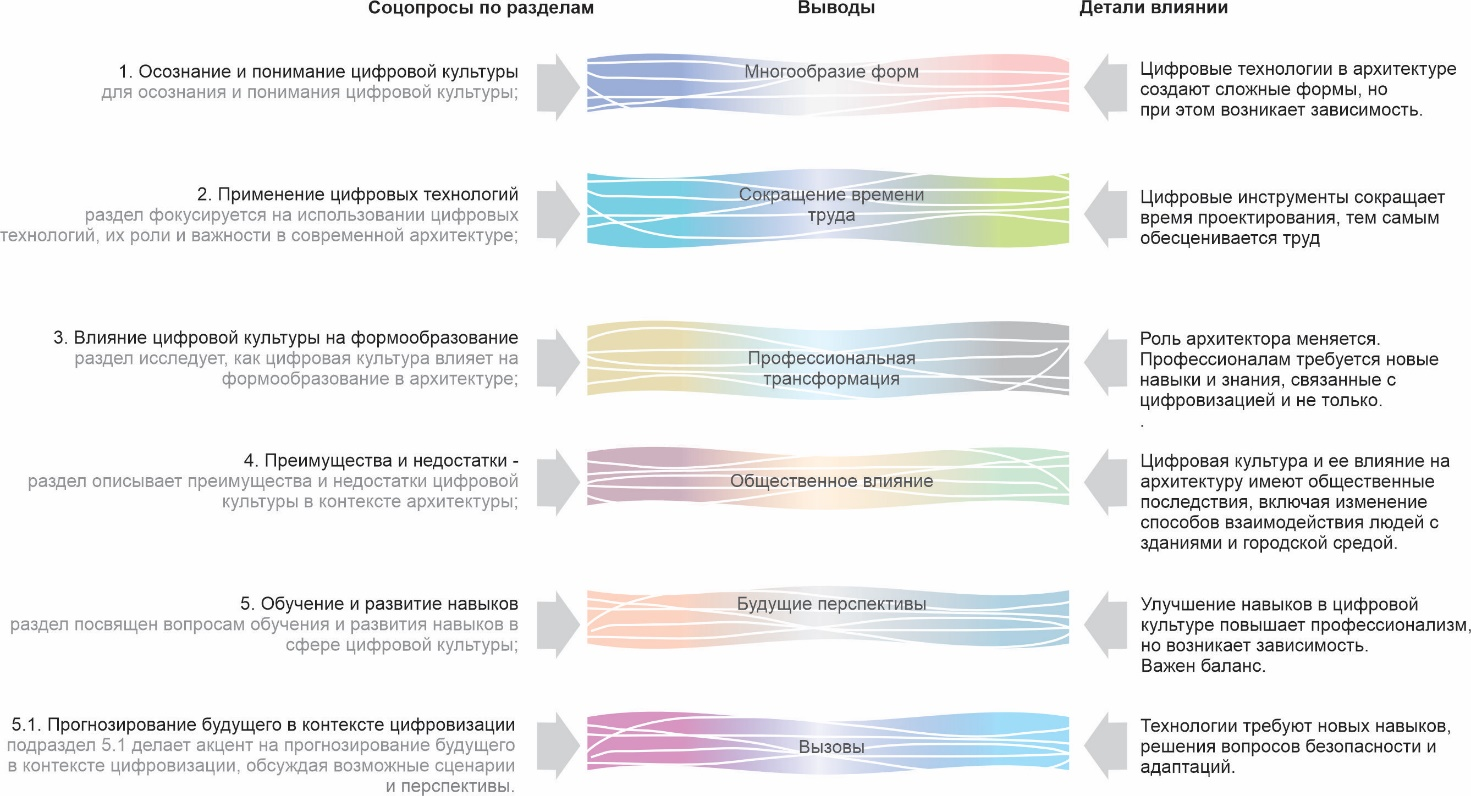 Соцопросы по разделам
Выводы
Детали влиянии
1. Осознание и понимание цифровой культуры
для осознания и понимания цифровой культуры;
Многообразие форм
Цифровые технологии в архитектуре
создают сложные формы, но
при этом возникает зависимость.
2. Применение цифровых технологий
раздел фокусируется на использовании цифровых
технологий, их роли и важности в современной архитектуре;
Сокращение времени
труда
Цифровые инструменты сокращает
время проектирования, тем самым
обесценивается труд
3. Влияние цифровой культуры на формообразование
раздел исследует, как цифровая культура влияет на
формообразование в архитектуре;
Профессиональная
трансформация
Роль архитектора меняется.
Профессионалам требуется новые
навыки и знания, связанные с
цифровизацией и не только.
.
4. Преимущества и недостатки -
раздел описывает преимущества и недостатки цифровой
культуры в контексте архитектуры;
Общественное влияние
Цифровая культура и ее влияние на
архитектуру имеют общественные
последствия, включая изменение
способов взаимодействия людей с
зданиями и городской средой.
5. Обучение и развитие навыков
раздел посвящен вопросам обучения и развития навыков в
сфере цифровой культуры;
Будущие перспективы
Улучшение навыков в цифровой
культуре повышает профессионализм,
но возникает зависимость.
Важен баланс.
5.1. Прогнозирование будущего в контексте цифровизации
подраздел 5.1 делает акцент на прогнозирование будущего
в контексте цифровизации, обсуждая возможные сценарии
и перспективы.
Вызовы
Технологии требуют новых навыков,
решения вопросов безопасности и
адаптаций.